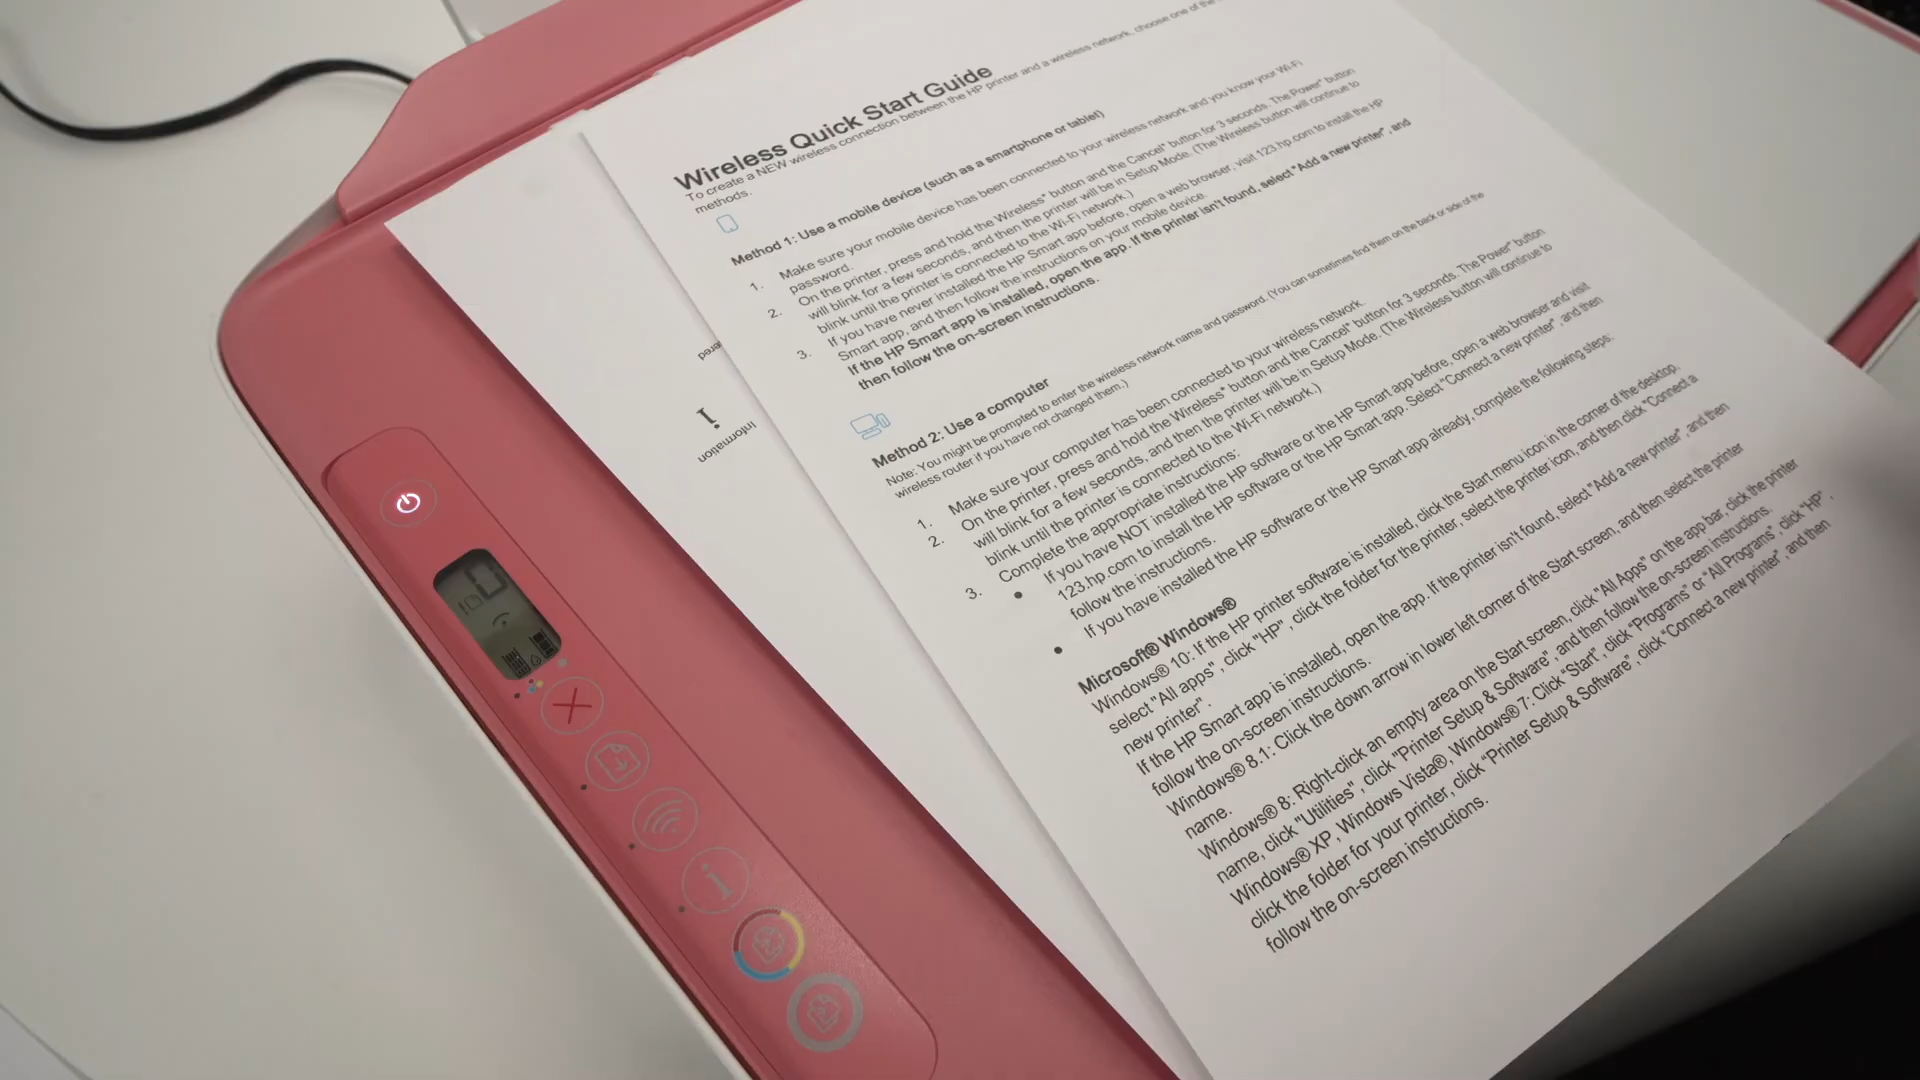 Wireless Quick Start Guide
To create a NEW wireless connection between the HP printer and a wireless network, choose one of the
methods.
Method 1: Use a mobile device (such as a smartphone or tablet)
1. Make sure your mobile device has been connected to your wireless network and you know your Wi-Fi
password.
2. On the printer, press and hold the Wireless* button and the Cancel* button for 3 seconds. The Power* button
will blink for a few seconds, and then the printer will be in Setup Mode. (The Wireless button will continue to
blink until the printer is connected to the Wi-Fi network.)
3. If you have never installed the HP Smart app before, open a web browser, visit 123.hp.com to install the HP
Smart app, and then follow the instructions on your mobile device.
If the HP Smart app is installed, open the app. If the printer isn't found, select "Add a new printer", and
then follow the on-screen instructions.
Method 2: Use a computer
Note: You might be prompted to enter the wireless network name and password. (You can sometimes find them on the back or side of the
wireless router if you have not changed them.)
1. Make sure your computer has been connected to your wireless network.
2. On the printer, press and hold the Wireless* button and the Cancel* button for 3 seconds. The Power* button
will blink for a few seconds, and then the printer will be in Setup Mode. (The Wireless button will continue to
blink until the printer is connected to the Wi-Fi network.)
3. Complete the appropriate instructions:
• If you have NOT installed the HP software or the HP Smart app before, open a web browser and visit
123.hp.com to install the HP software or the HP Smart app. Select "Connect a new printer", and then
follow the instructions.
• If you have installed the HP software or the HP Smart app already, complete the following steps:
Microsoft® Windows®
Windows® 10: If the HP printer software is installed, click the Start menu icon in the corner of the desktop,
select "All apps", click "HP", click the folder for the printer, select the printer icon, and then click "Connect a
new printer".
If the HP Smart app is installed, open the app. If the printer isn't found, select "Add a new printer", and then
follow the on-screen instructions.
Windows® 8.1: Click the down arrow in lower left corner of the Start screen, and then select the printer
name.
Windows® 8: Right-click an empty area on the Start screen, click "All Apps" on the app bar, click the printer
name, click "Utilities", click "Printer Setup & Software", and then follow the on-screen instructions.
Windows® XP, Windows Vista®, Windows® 7: Click "Start", click "Programs" or "All Programs", click "HP",
click the folder for your printer, click "Printer Setup & Software", click "Connect a new printer", and then
follow the on-screen instructions.
Information